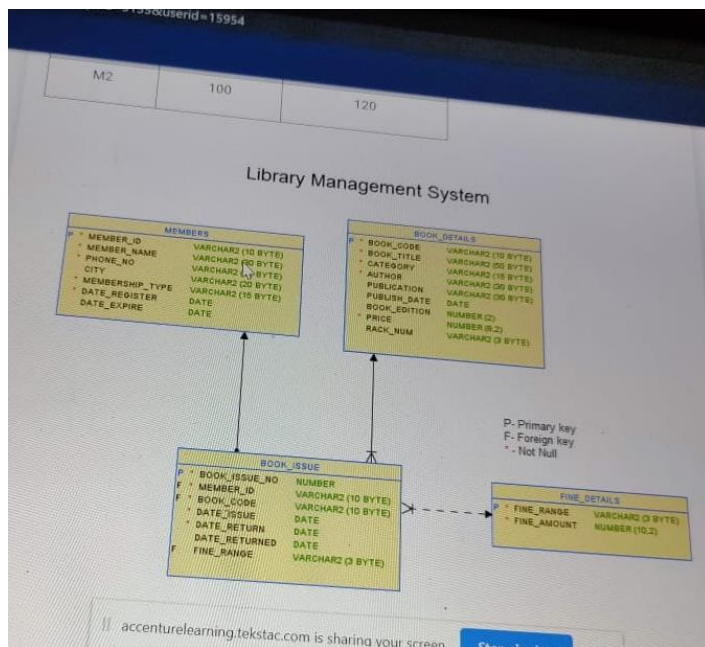 userid=15954
M2 100 120
Library Management System
MEMBERS
P * MEMBER_ID VARCHAR2 (10 BYTE)
* MEMBER_NAME VARCHAR2 (30 BYTE)
* PHONE_NO VARCHAR2 BYTE)
CITY VARCHAR2 (20 BYTE)
* MEMBERSHIP_TYPE VARCHAR2 (15 BYTE)
* DATE_REGISTER DATE
DATE_EXPIRE DATE
BOOK_DETAILS
P * BOOK_CODE VARCHAR2 (10 BYTE)
* BOOK_TITLE VARCHAR2 (50 BYTE)
* CATEGORY VARCHAR2 (15 BYTE)
* AUTHOR VARCHAR2 (30 BYTE)
PUBLICATION VARCHAR2 (30 BYTE)
PUBLISH_DATE DATE
BOOK_EDITION NUMBER (2)
* PRICE NUMBER (8,2)
RACK_NUM VARCHAR2 (3 BYTE)
P- Primary key
F- Foreign key
* - Not Null
BOOK_ISSUE
P * BOOK_ISSUE_NO NUMBER
F * MEMBER_ID VARCHAR2 (10 BYTE)
F * BOOK_CODE VARCHAR2 (10 BYTE)
* DATE_ISSUE DATE
* DATE_RETURN DATE
DATE_RETURNED DATE
F FINE_RANGE VARCHAR2 (3 BYTE)
FINE_DETAILS
P * FINE_RANGE VARCHAR2 (3 BYTE)
* FINE_AMOUNT NUMBER (10,2)
|| accenturelearning.tekstac.com is sharing your screen.